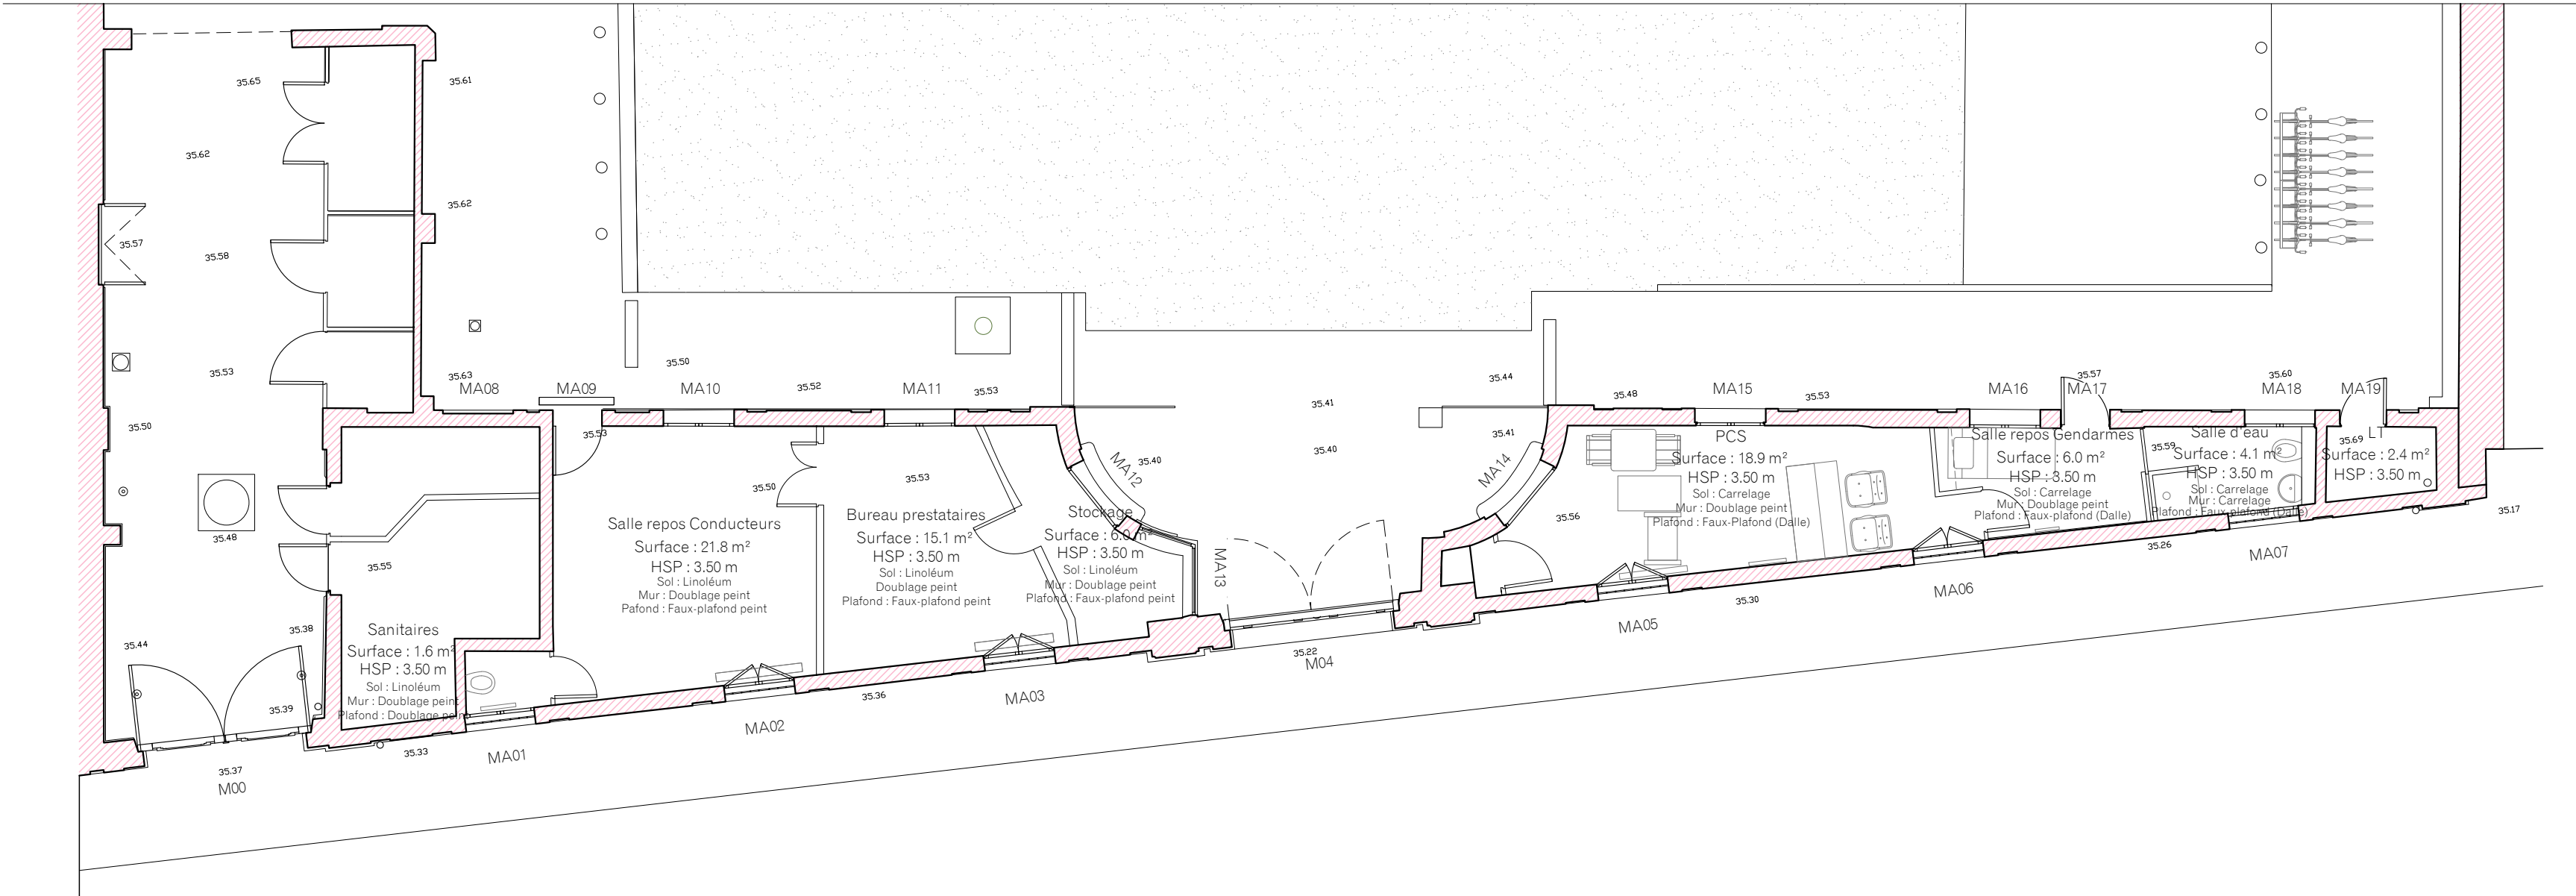 35.65
35.61
35.62
35.62
35.57
35.58
35.53
35.63
MA08
MA09
35.50
MA10
35.52
MA11
35.53
35.41
35.44
35.48
MA15
35.53
MA16
35.57
MA17
35.60
MA18
MA19
35.50
35.53
35.48
35.55
35.44
35.38
35.39
35.37
M00
35.33
Sanitaires
Surface : 1.6 m²
HSP : 3.50 m
Sol : Linoléum
Mur : Doublage peint
Plafond : Doublage peint
MA01
35.50
Salle repos Conducteurs
Surface : 21.8 m²
HSP : 3.50 m
Sol : Linoléum
Mur : Doublage peint
Pafond : Faux-plafond peint
MA02
35.36
35.53
Bureau prestataires
Surface : 15.1 m²
HSP : 3.50 m
Sol : Linoléum
Doublage peint
Plafond : Faux-plafond peint
MA03
MA12
35.40
Stockage
Surface : 6.0 m²
HSP : 3.50 m
Sol : Linoléum
Mur : Doublage peint
Plafond : Faux-plafond peint
MA13
35.40
35.22
M04
35.41
MA14
35.56
PCS
Surface : 18.9 m²
HSP : 3.50 m
Sol : Carrelage
Mur : Doublage peint
Plafond : Faux-Plafond (Dalle)
35.30
MA05
Salle repos Gendarmes
Surface : 6.0 m²
HSP : 3.50 m
Sol : Carrelage
Mur : Doublage peint
Plafond : Faux-plafond (Dalle)
MA06
35.59
Salle d'eau
Surface : 4.1 m²
HSP : 3.50 m
Sol : Carrelage
Mur : Carrelage
Plafond : Faux-plafond (Dalle)
35.26
MA07
LT
35.69
Surface : 2.4 m²
HSP : 3.50 m
35.17